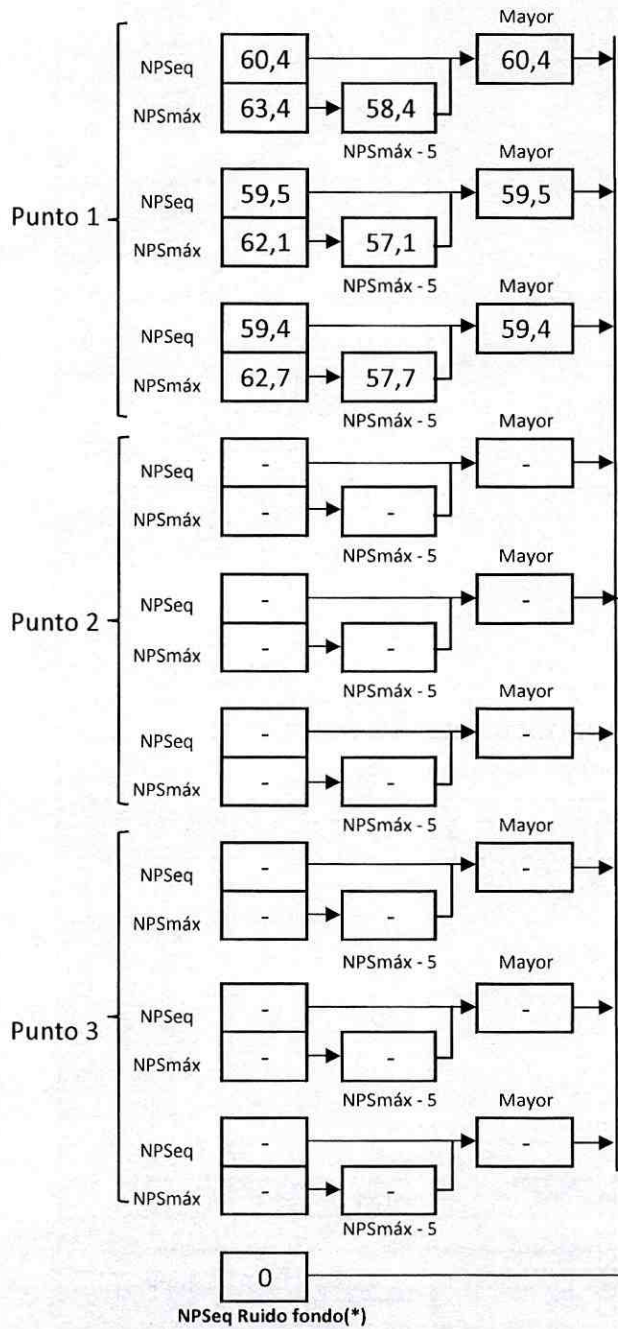 Mayor
NPSeq 60,4 60,4
NPSmáx 63,4 58,4
NPSmáx - 5
Mayor
NPSeq 59,5 59,5
Punto 1
NPSmáx 62,1 57,1
NPSmáx - 5
Mayor
NPSeq 59,4 59,4
NPSmáx 62,7 57,7
NPSmáx - 5
Mayor
NPSeq - -
NPSmáx - -
NPSmáx - 5
Mayor
NPSeq - -
Punto 2
NPSmáx - -
NPSmáx - 5
Mayor
NPSeq - -
NPSmáx - -
NPSmáx - 5
Mayor
NPSeq - -
NPSmáx - -
NPSmáx - 5
Mayor
NPSeq - -
Punto 3
NPSmáx - -
NPSmáx - 5
Mayor
NPSeq - -
NPSmáx - -
NPSmáx - 5
0
NPSeq Ruido fondo(*)